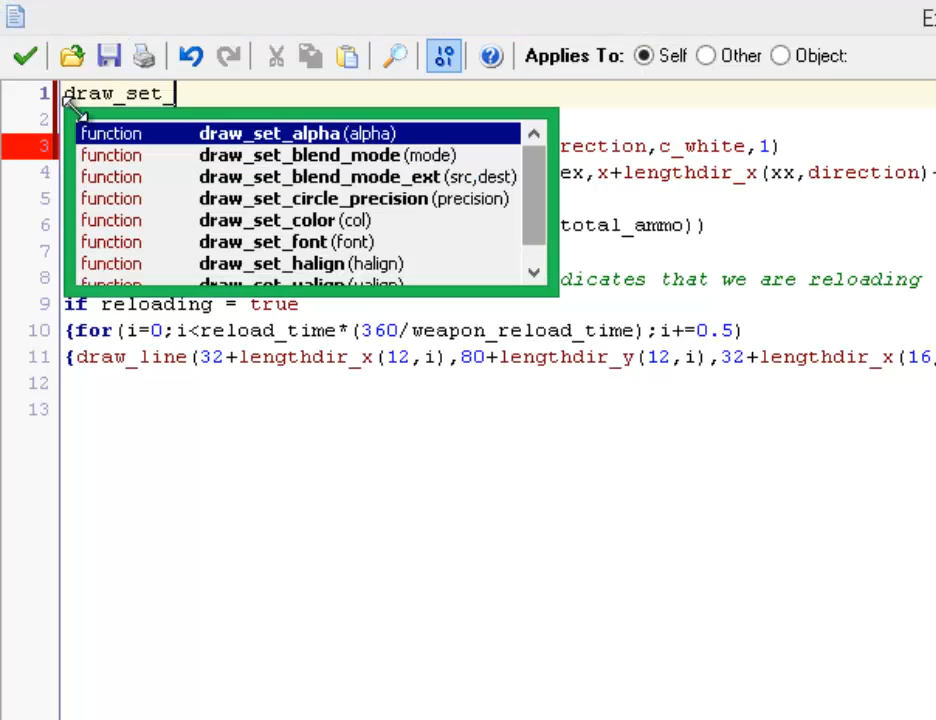 E
Applies To: Self Other Object:
1 draw_set_
2
function draw_set_alpha(alpha)
3 rection,c_white,1)
function draw_set_blend_mode(mode)
4 ex,x+lengthdir_x(xx,direction)
function draw_set_blend_mode_ext(src,dest)
5 function draw_set_circle_precision(precision)
6 total_ammo))
function draw_set_color(col)
function draw_set_font(font)
7
function draw_set_halign(halign)
8 dicates that we are reloading
function draw_set_valign(valign)
9 if reloading = true
10 {for(i=0;i<reload_time*(360/weapon_reload_time);i+=0.5)
11 {draw_line(32+lengthdir_x(12,i),80+lengthdir_y(12,i),32+lengthdir_x(16,
12
13